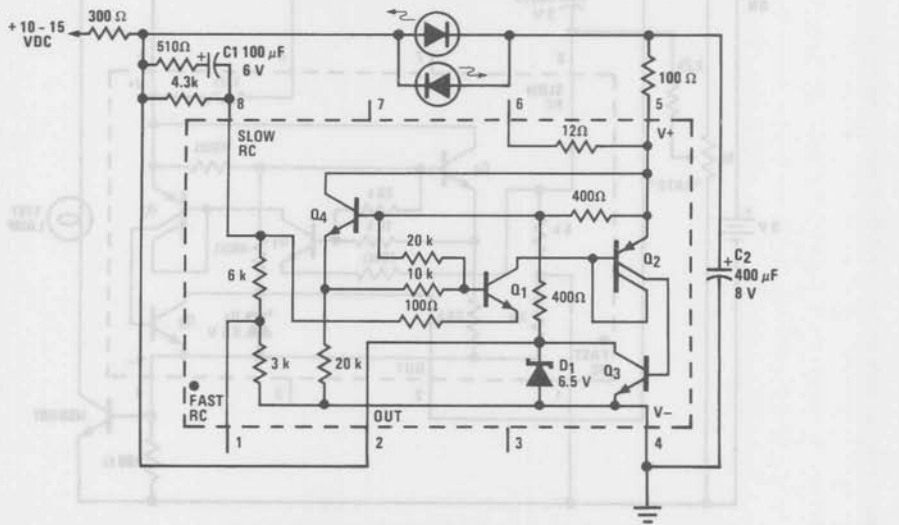 300 Ω
+10 - 15
VDC
510Ω
C1 100 μF
6 V
+
4.3k
8
7
6
5
100 Ω
SLOW
RC
12Ω
V+
Q4
400Ω
Q2
+
C2
400 μF
8 V
20 k
6 k
10 k
Q1
400Ω
100Ω
3 k
20 k
D1
6.5 V
Q3
FAST
RC
OUT
V−
1
2
3
4